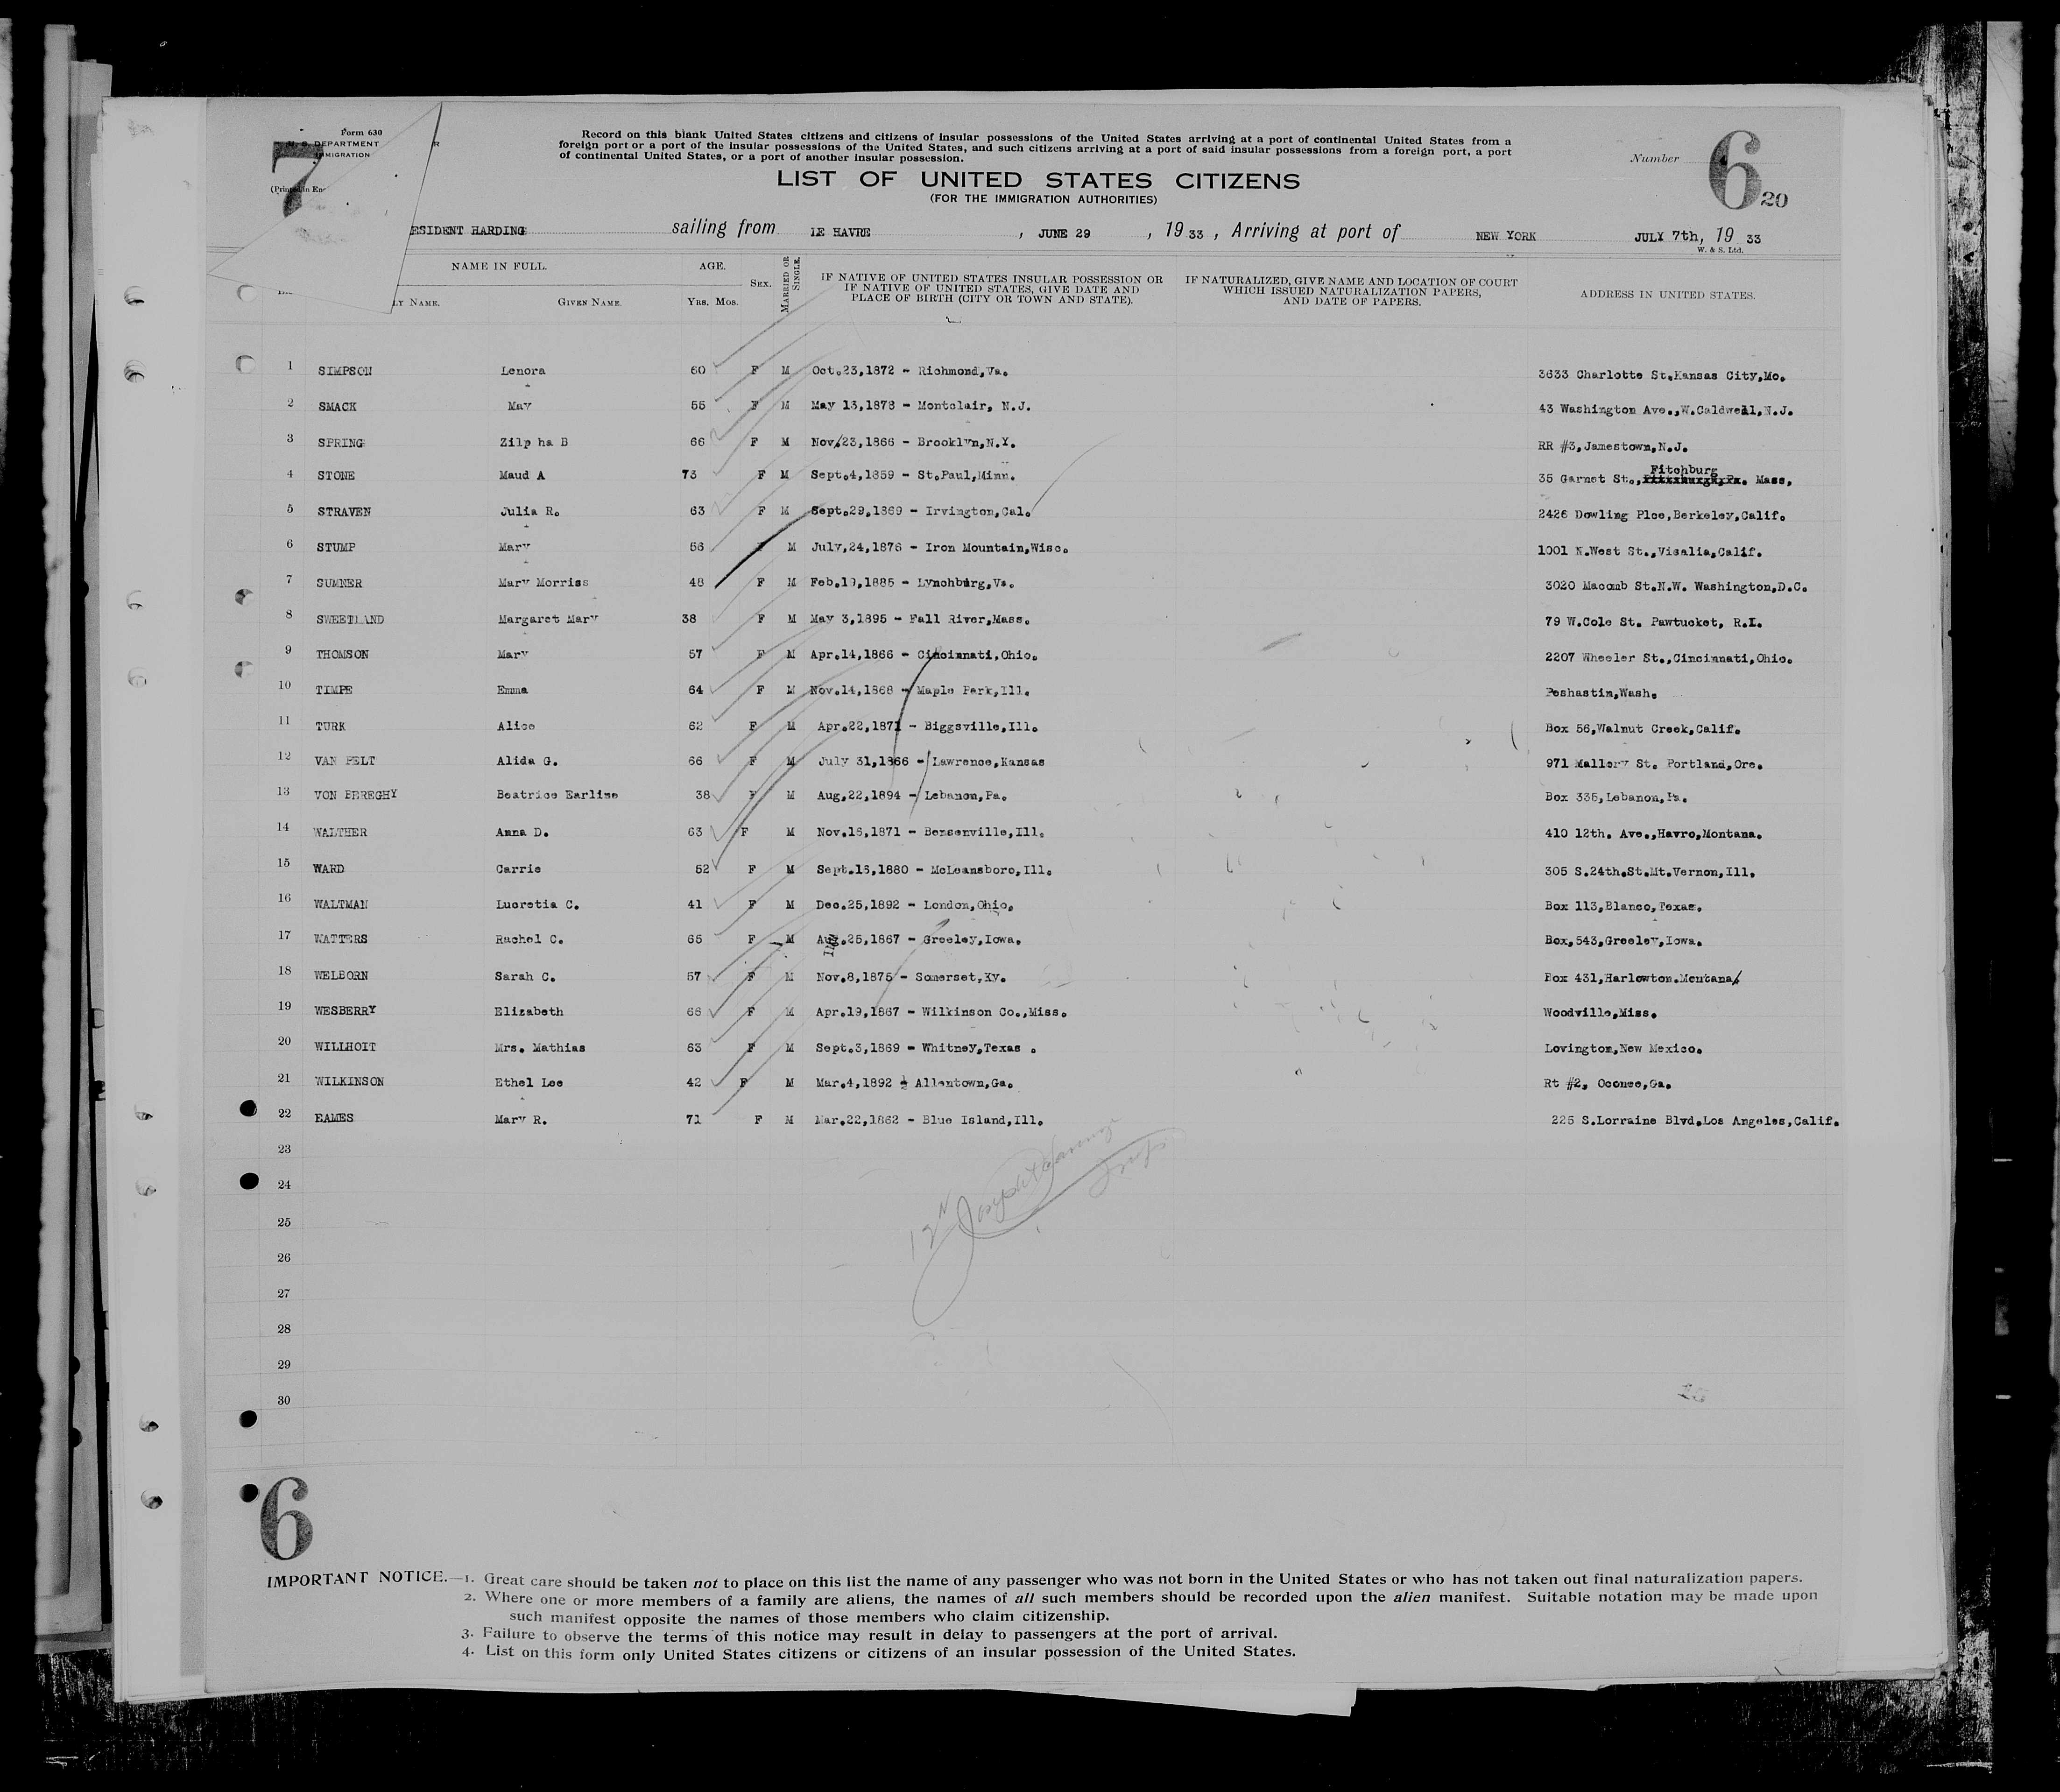 Form 630
DEPARTMENT
MMIGRATION
7
Record on this blank United States citizens and citizens of insular possessions of the United States arriving at a port of continental United States from a
foreign port or a port of the insular possessions of the United States, and such citizens arriving at a port of said insular possessions from a foreign port, a port
of continental United States, or a port of another insular possession.
LIST OF UNITED STATES CITIZENS
(FOR THE IMMIGRATION AUTHORITIES)
Number 6 20
ESIDENT HARDING sailing from LE HAVRE , JUNE 29 , 19 33 , Arriving at port of NEW YORK JULY 7th, 19 33
W. & S. Ltd.
NAME IN FULL. AGE. SEX. MARRIED OR SINGLE. IF NATIVE OF UNITED STATES INSULAR POSSESSION OR IF NATIVE OF UNITED STATES, GIVE DATE AND PLACE OF BIRTH (CITY OR TOWN AND STATE). IF NATURALIZED, GIVE NAME AND LOCATION OF COURT WHICH ISSUED NATURALIZATION PAPERS, AND DATE OF PAPERS. ADDRESS IN UNITED STATES.
LY NAME. GIVEN NAME. YRS. MOS.
1 SIMPSON Lenora 60 F M Oct.23,1872 - Richmond,Va. 3633 Charlotte St.Kansas City,Mo.
2 SMACK May 55 F M May 13,1878 - Montclair, N.J. 43 Washington Ave.,W.Caldwell,N.J.
3 SPRING Zilp ha B 66 F M Nov/23,1866 - Brooklyn,N.Y. RR #3,Jamestown,N.J.
4 STONE Maud A 73 F M Sept.4,1859 - St.Paul,Minn. 35 Garnet St., Fitchburg Mass.
5 STRAVEN Julia R. 63 F M Sept.29,1869 - Irvington,Cal. 2426 Dowling Plce,Berkeley,Calif.
6 STUMP Mary 56 F M July,24,1876 - Iron Mountain,Wisc. 1001 N.West St.,Visalia,Calif.
7 SUMNER Mary Morriss 48 F M Feb.19,1885 - Lynchburg,Va. 3020 Macomb St.N.W. Washington,D.C.
8 SWEETLAND Margaret Mary 38 F M May 3,1895 - Fall River,Mass. 79 W.Cole St. Pawtucket, R.I.
9 THOMSON Mary 57 F M Apr.14,1866 - Cincinnati,Ohio. 2207 Wheeler St.,Cincinnati,Ohio.
10 TIMPE Emma 64 F M Nov.14,1868 - Maple Park,Ill. Peshastin,Wash.
11 TURK Alice 62 F M Apr.22,1871 - Biggsville,Ill. Box 56,Walnut Creek,Calif.
12 VAN PELT Alida G. 66 F M July 31,1866 - Lawrence,Kansas 971 Mallory St. Portland,Ore.
13 VON BEREGHY Beatrice Earlise 38 F M Aug,22,1894 - Lebanon,Pa. Box 336,Lebanon,Pa.
14 WALTHER Anna D. 63 F M Nov.16,1871 - Bensenville,Ill. 410 12th. Ave.,Havre,Montana.
15 WARD Carrie 52 F M Sept.16,1880 - McLeansboro,Ill. 305 S.24th.St.Mt.Vernon,Ill.
16 WALTMAN Lucretia C. 41 F M Dec.25,1892 - London,Ohio. Box 113,Blanco,Texas.
17 WATTERS Rachel C. 65 F M Aug.25,1867 - Greeley,Iowa. Box,543,Greeley,Iowa.
18 WELBORN Sarah C. 57 F M Nov.8,1875 - Somerset,Ky. Box 431,Harlowton.Montana/
19 WESBERRY Elizabeth 66 F M Apr.19,1867 - Wilkinson Co.,Miss. Woodville,Miss.
20 WILLHOIT Mrs. Mathias 63 F M Sept.3,1869 - Whitney,Texas . Lovington,New Mexico.
21 WILKINSON Ethel Lee 42 F M Mar.4,1892 - Allentown,Ga. Rt #2, Oconee,Ga.
22 EAMES Mary R. 71 F M Mar.22,1862 - Blue Island,Ill. 225 S.Lorraine Blvd.Los Angeles,Calif.
23
24
25
26
27
28
29
30
6
IMPORTANT NOTICE.—1. Great care should be taken not to place on this list the name of any passenger who was not born in the United States or who has not taken out final naturalization papers.
2. Where one or more members of a family are aliens, the names of all such members should be recorded upon the alien manifest. Suitable notation may be made upon
such manifest opposite the names of those members who claim citizenship.
3. Failure to observe the terms of this notice may result in delay to passengers at the port of arrival.
4. List on this form only United States citizens or citizens of an insular possession of the United States.